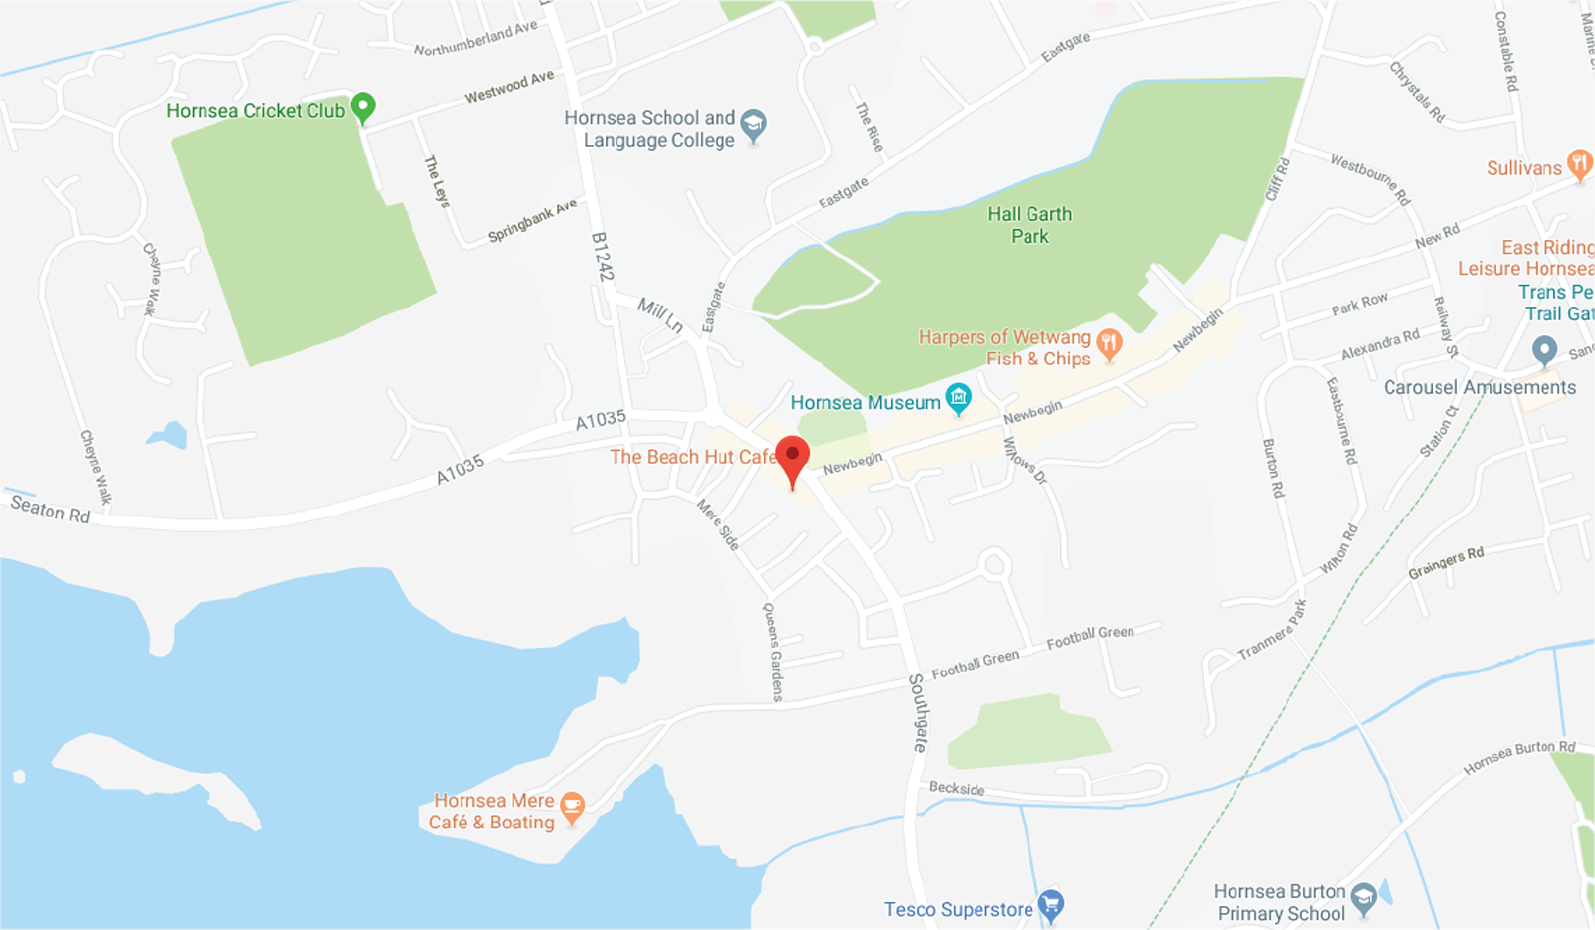 Northumberland Ave
Westwood Ave
Hornsea Cricket Club
The Leys
Springbank Ave
Cheyne Walk
Cheyne Walk
B1242
Hornsea School and
Language College
The Rise
Eastgate
Eastgate
Eastgate
Mill Ln
Hall Garth
Park
Cliff Rd
Chrystals Rd
Constable Rd
Westbourne Rd
Sullivans
New Rd
East Riding
Leisure Hornsea
Trans Pe
Trail Gat
Park Row
Railway St
Alexandra Rd
Carousel Amusements
Station Ct
Eastbourne Rd
Burton Rd
Newbegin
Harpers of Wetwang
Fish & Chips
Hornsea Museum
Newbegin
Newbegin
Willows Dr
The Beach Hut Cafe
A1035
A1035
Seaton Rd
Mere Side
Queens Gardens
Football Green
Football Green
Southgate
Beckside
Wilton Rd
Tranmere Park
Graingers Rd
Hornsea Burton Rd
Hornsea Mere
Café & Boating
Tesco Superstore
Hornsea Burton
Primary School